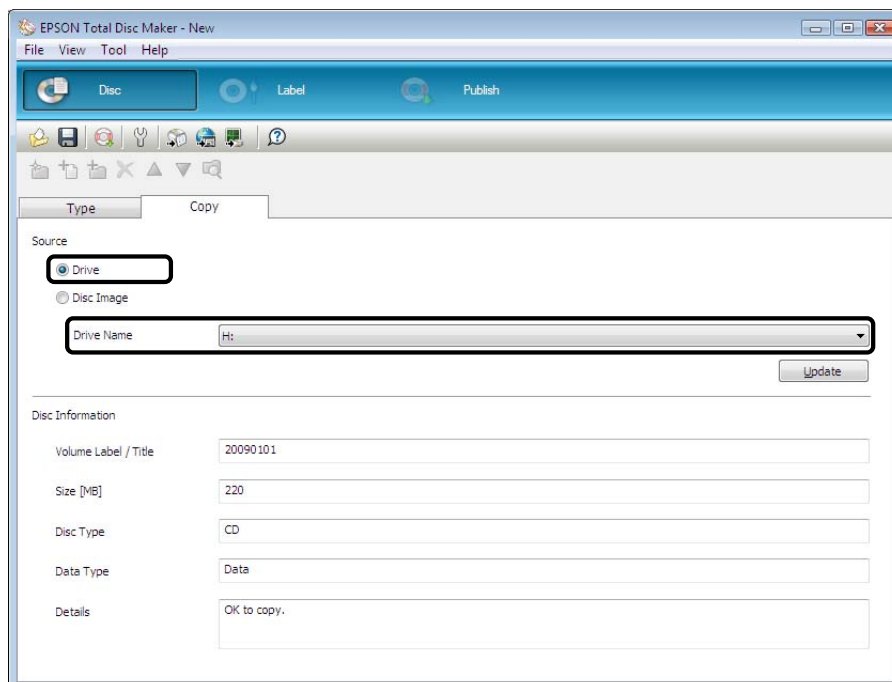 EPSON Total Disc Maker - New
File View Tool Help
Disc Label Publish
Type Copy
Source
Drive
Disc Image
Drive Name H:
Update
Disc Information
Volume Label / Title 20090101
Size [MB] 220
Disc Type CD
Data Type Data
Details OK to copy.